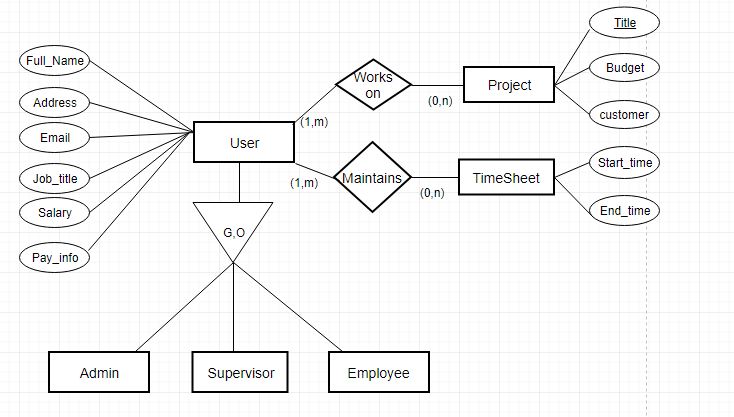 Title
Full_Name
Works
on
Budget
Project
Address
(0,n)
customer
(1,m)
Email
User
Start_time
Job_title
Maintains
TimeSheet
(1,m)
(0,n)
Salary
End_time
G,O
Pay_info
Admin
Supervisor
Employee